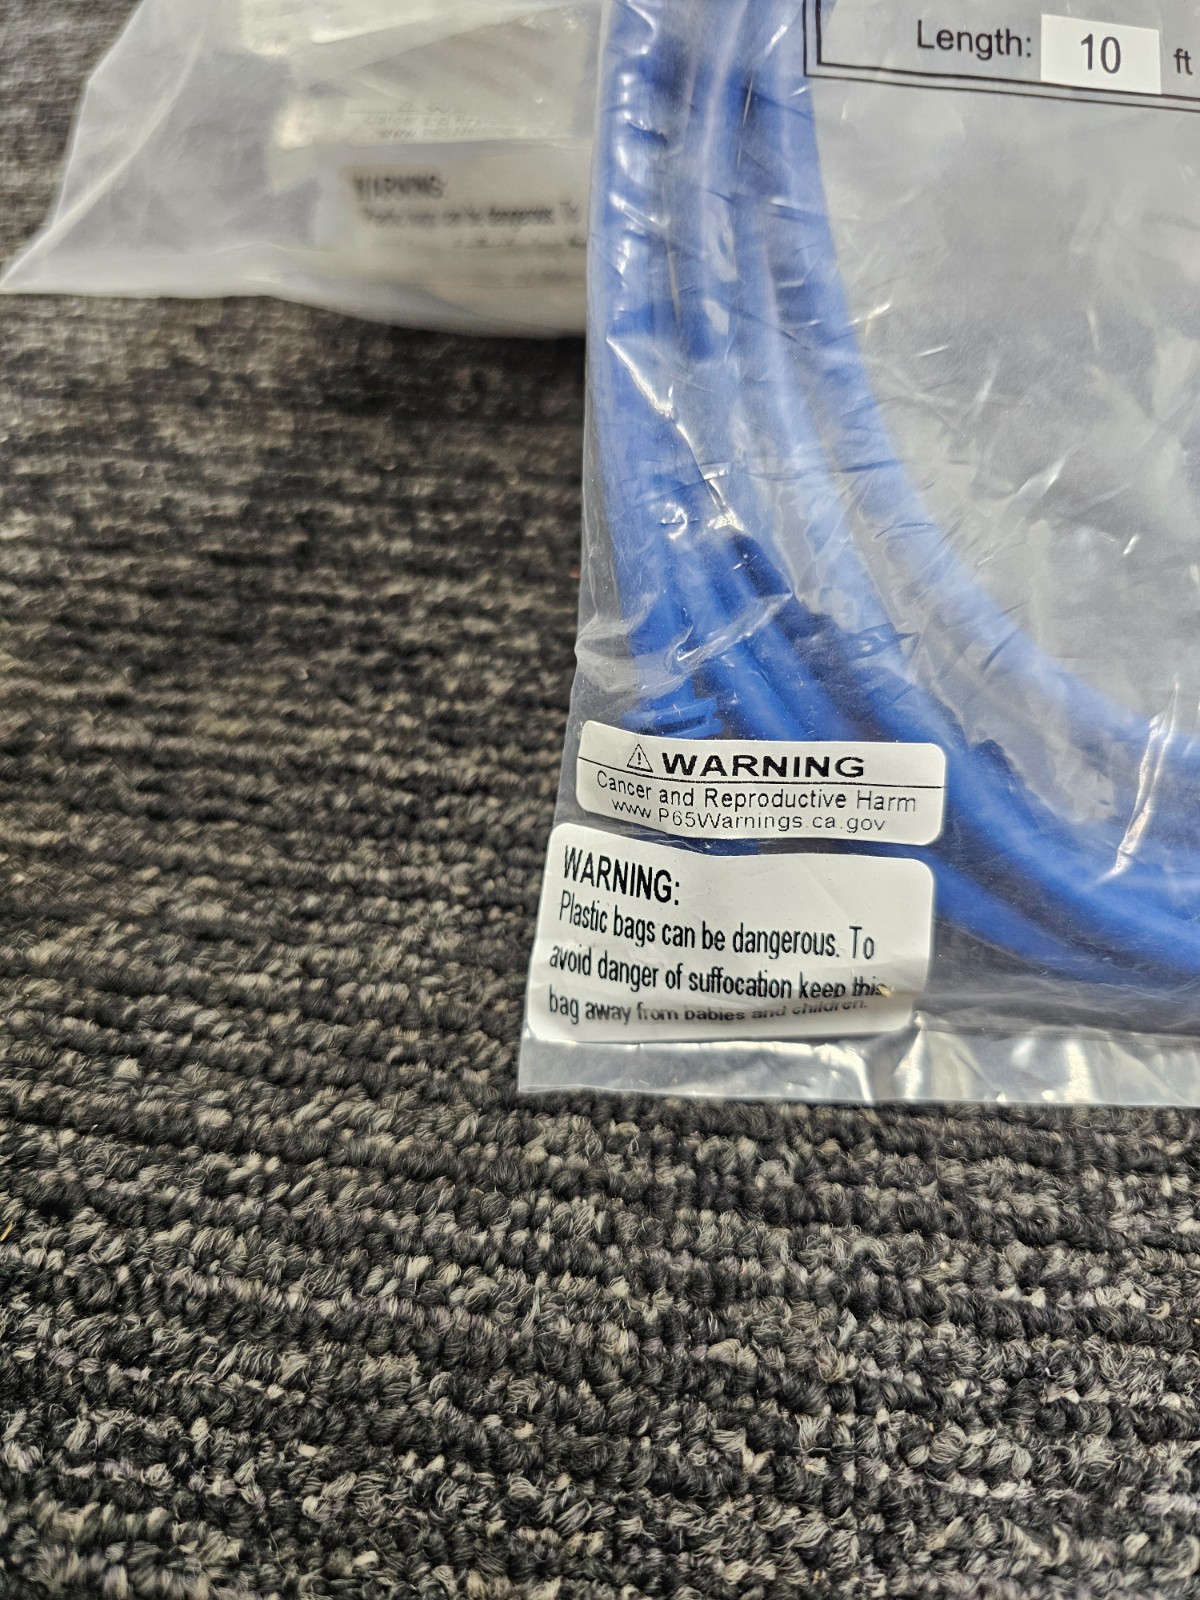 Length: 10 ft
WARNING:
⚠ WARNING
Cancer and Reproductive Harm
www.P65Warnings.ca.gov
WARNING:
Plastic bags can be dangerous. To
avoid danger of suffocation keep this
bag away from babies and children.